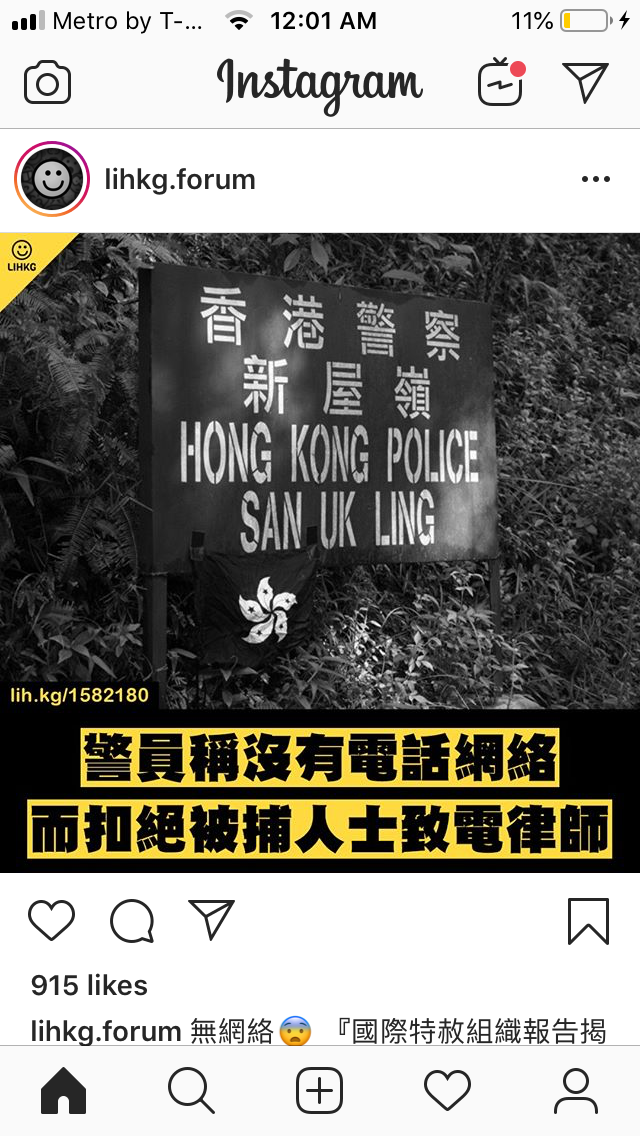 Metro by T-...
12:01 AM
11%
Instagram
lihkg.forum
LIHKG
香港警察
新屋嶺
HONG KONG POLICE
SAN UK LING
lih.kg/1582180
警員稱沒有電話網絡
而扣絕被捕人士致電律師
915 likes
lihkg.forum 無網絡😨 『國際特赦組織報告揭